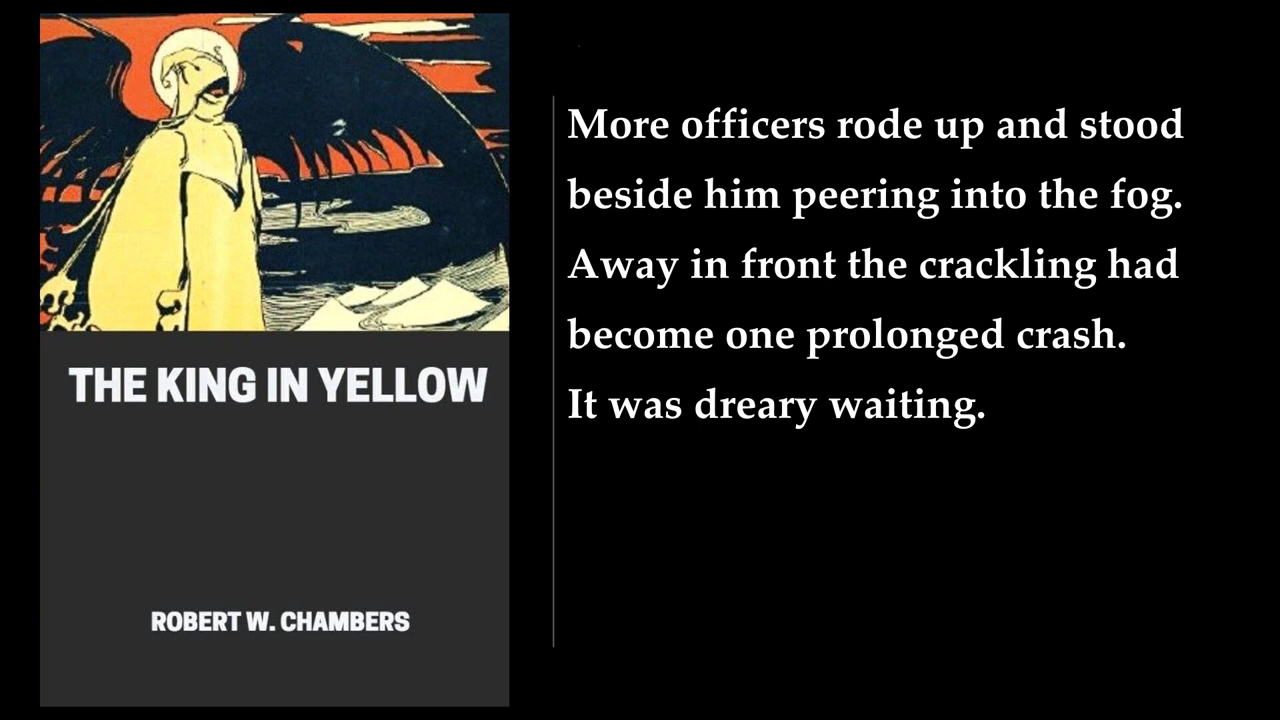 THE KING IN YELLOW
ROBERT W. CHAMBERS
More officers rode up and stood
beside him peering into the fog.
Away in front the crackling had
become one prolonged crash.
It was dreary waiting.